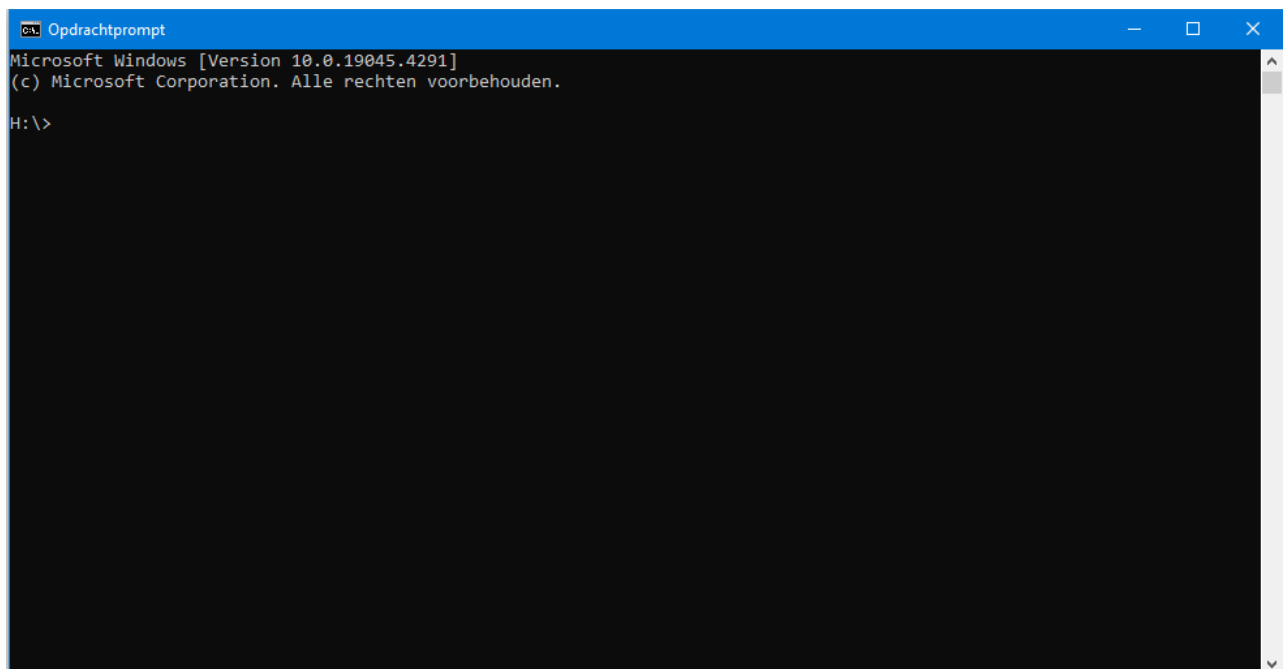 Opdrachtprompt
Microsoft Windows [Version 10.0.19045.4291]
(c) Microsoft Corporation. Alle rechten voorbehouden.
H:\>